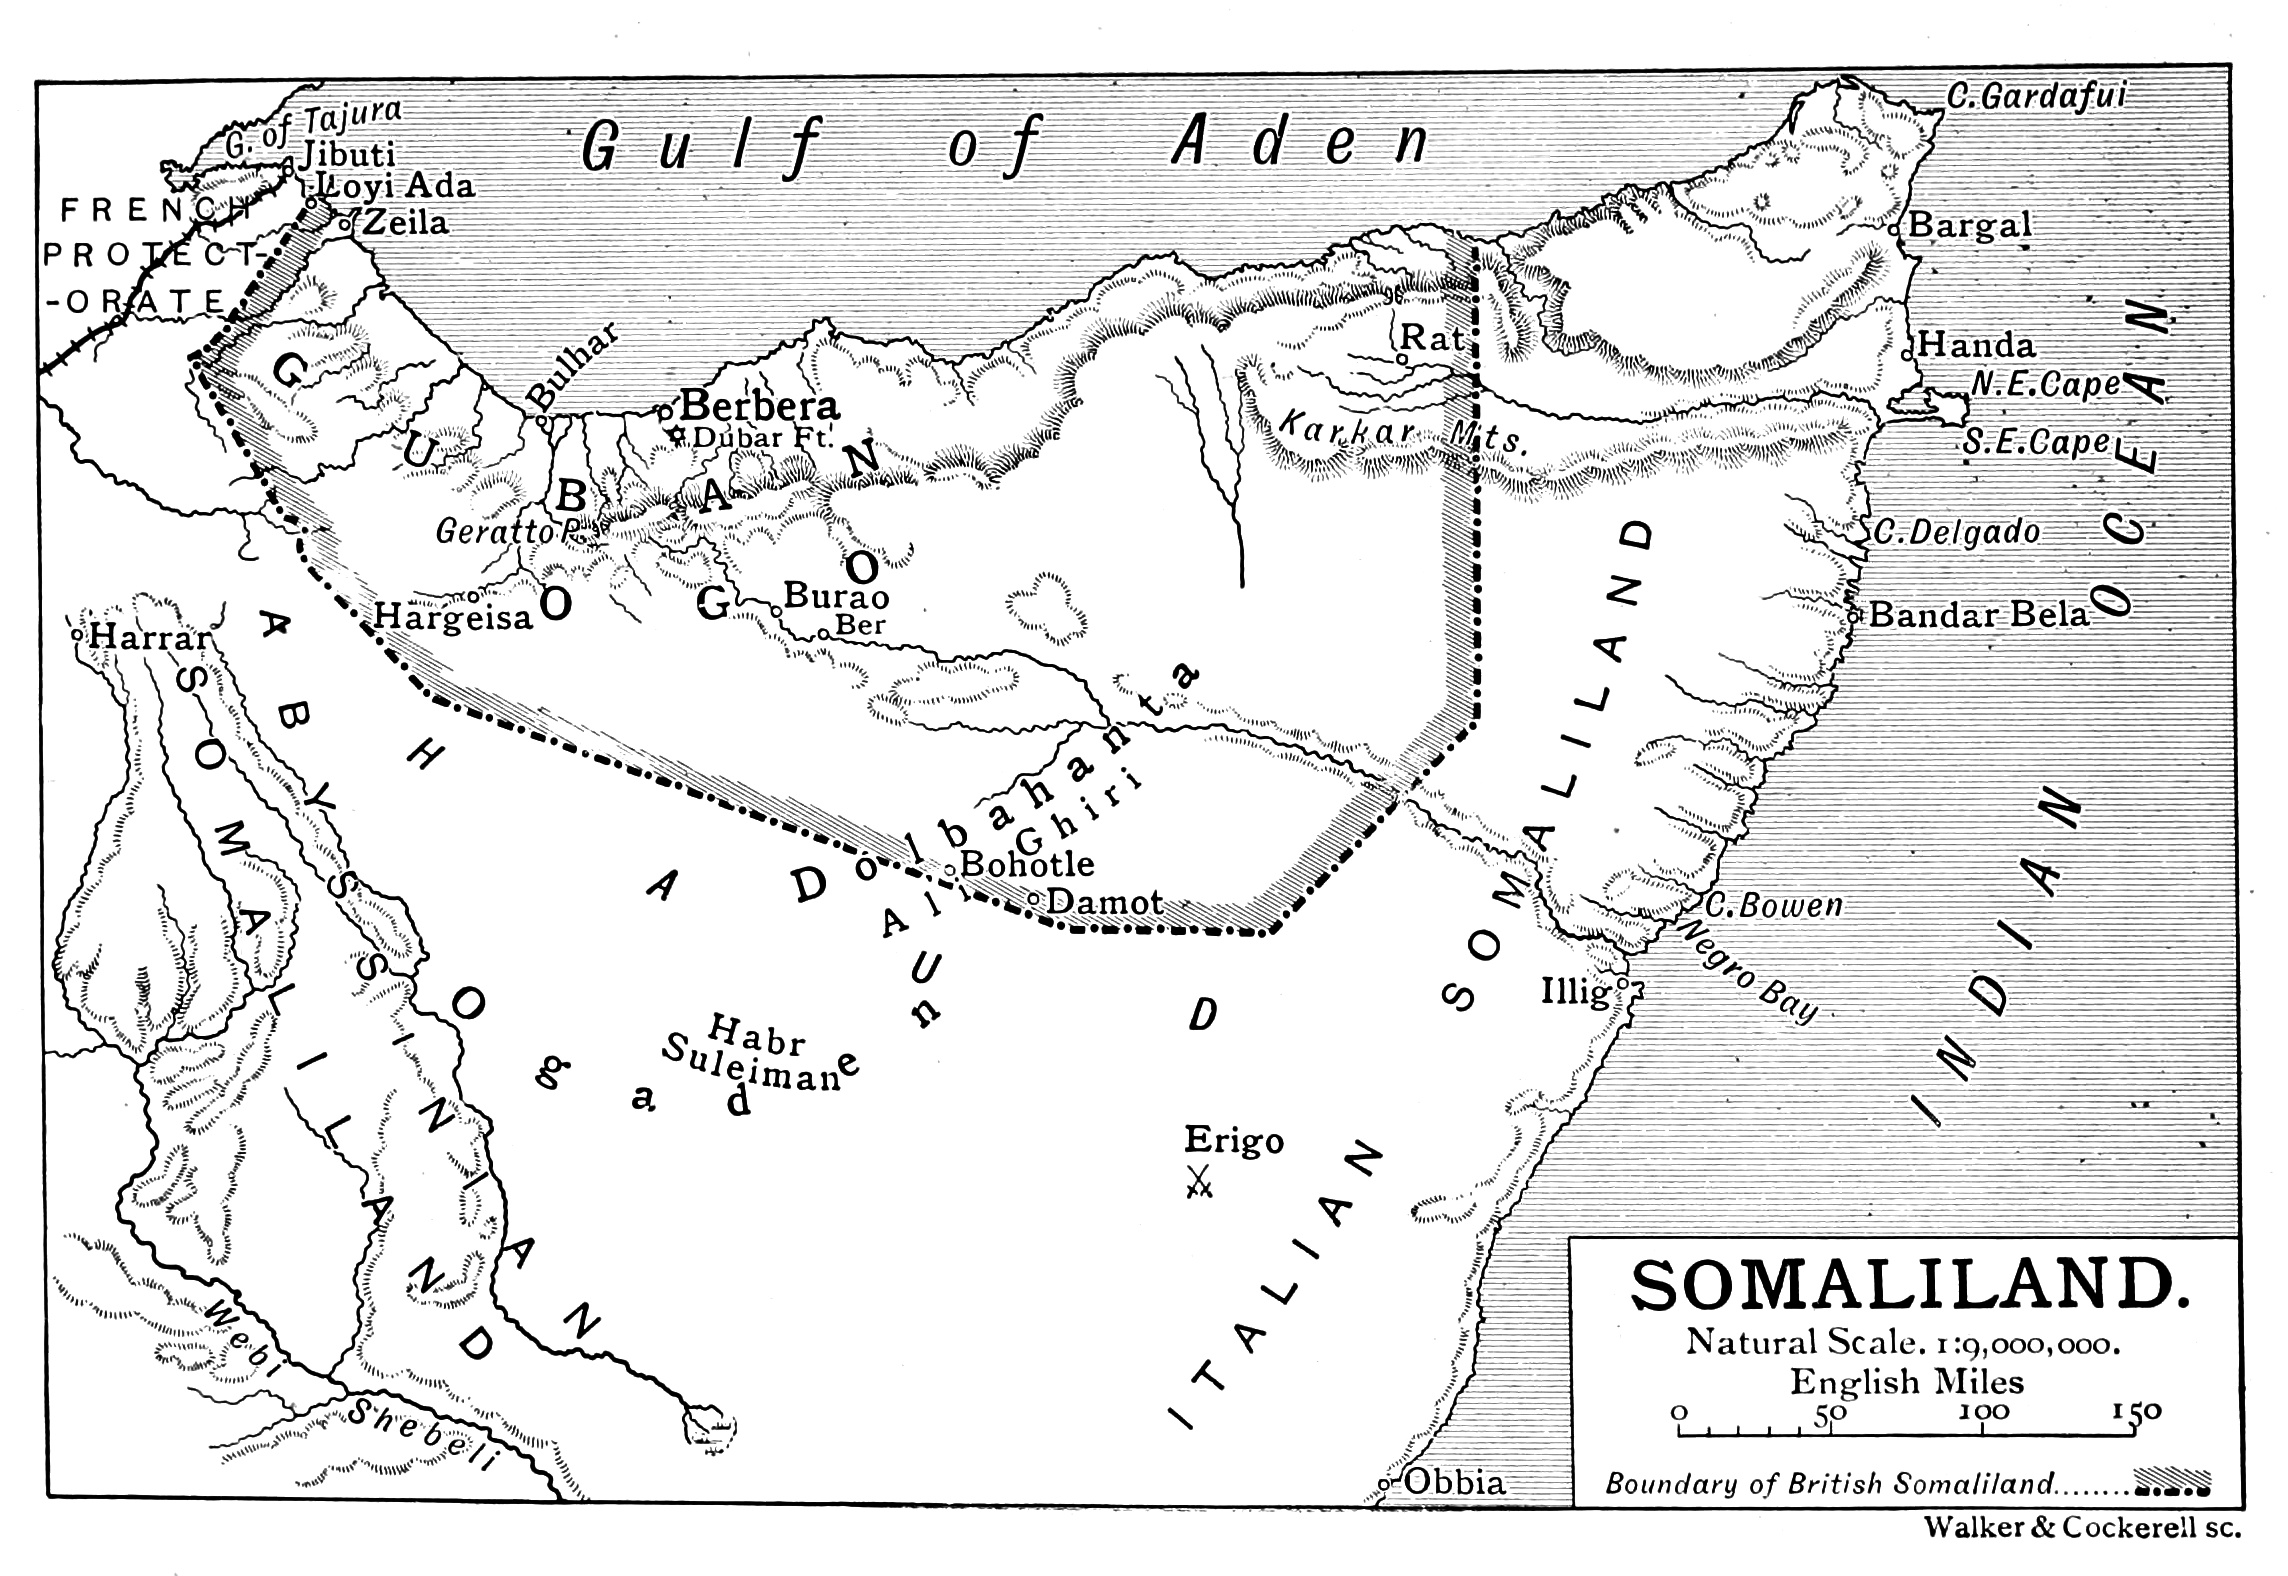 Gulf of Aden
C. Gardafui
G. of Tajura
Jibuti
Loyi Ada
Zeila
FRENCH
PROTECT-
-ORATE
Bargal
Bulhar
Berbera
Dubar Ft.
Rat
Handa
N.E. Cape
S.E. Cape
Karkar Mts.
GUBAN
Geratto P.
C. Delgado
Hargeisa
OGO
Burao
Ber
Bandar Bela
Harrar
INDIAN OCEAN
SOMALILAND
ABYSSINIAN
HAUD
Dolbahanta
Ali Ghiri
Bohotle
Damot
C. Bowen
Negro Bay
Illig
ITALIAN SOMALILAND
Ogaden
Habr
Suleiman
Erigo
Webi Shebeli
Obbia
SOMALILAND.
Natural Scale. 1:9,000,000.
English Miles
0 50 100 150
Boundary of British Somaliland........
Walker & Cockerell sc.